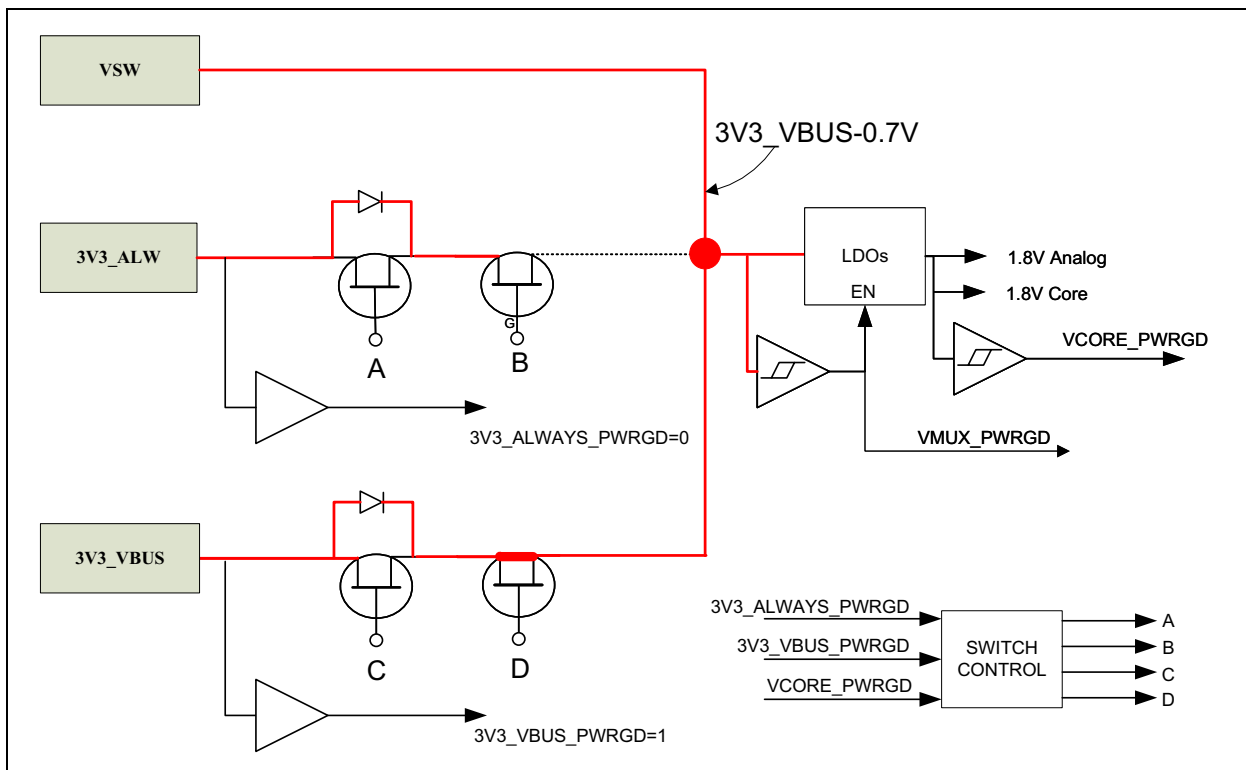 VSW
3V3_VBUS-0.7V
3V3_ALW
LDOs
EN
1.8V Analog
1.8V Core
G
A
B
VCORE_PWRGD
3V3_ALWAYS_PWRGD=0
VMUX_PWRGD
3V3_VBUS
C
D
3V3_VBUS_PWRGD=1
3V3_ALWAYS_PWRGD
3V3_VBUS_PWRGD
VCORE_PWRGD
SWITCH
CONTROL
A
B
C
D